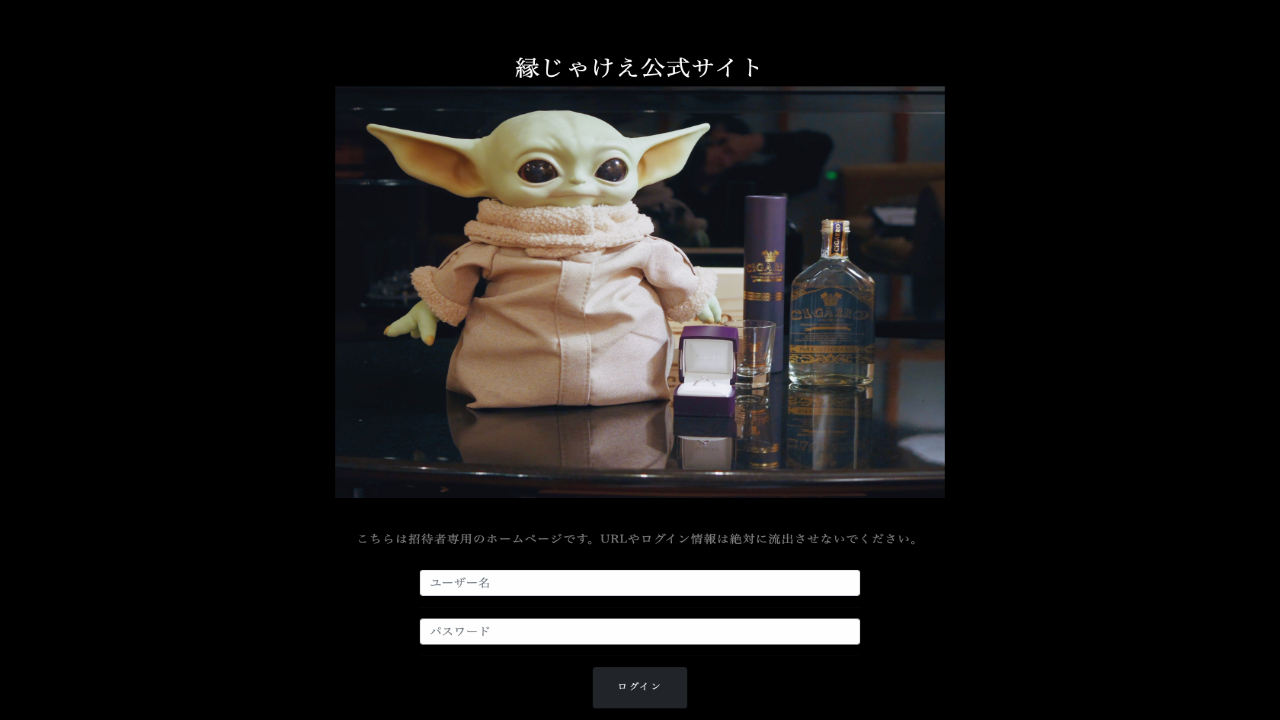 縁じゃけえ公式サイト
CIGARRO
CIGARRO
CIGARRO
こちらは招待者専用のホームページです。URLやログイン情報は絶対に流出させないでください。
ユーザー名
パスワード
ログイン